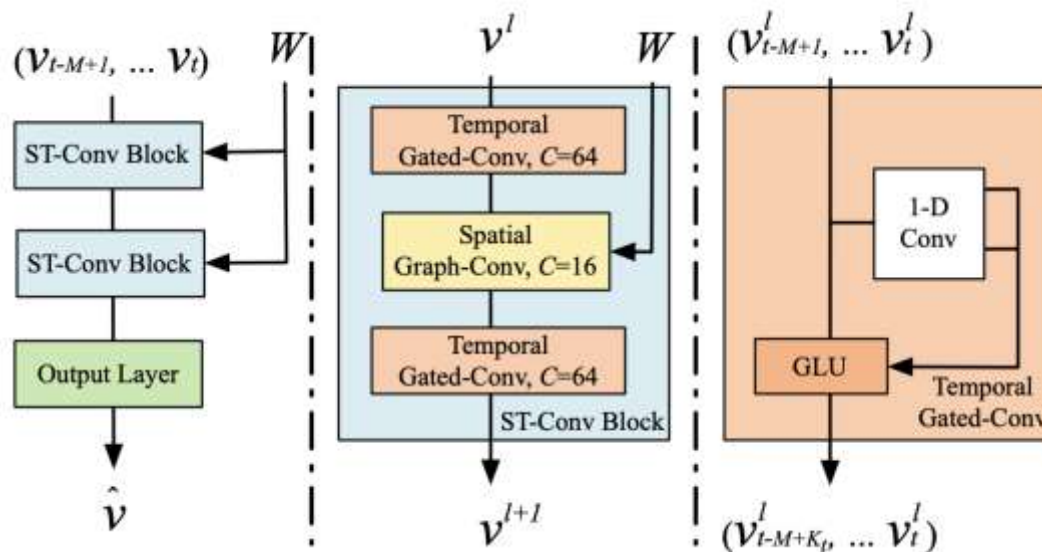 (v_{t-M+1}, ... v_t)
W
ST-Conv Block
ST-Conv Block
Output Layer
v̂
v^l
W
Temporal
Gated-Conv, C=64
Spatial
Graph-Conv, C=16
Temporal
Gated-Conv, C=64
ST-Conv Block
v^{l+1}
(v^l_{t-M+1}, ... v^l_t)
1-D
Conv
GLU
Temporal
Gated-Conv
(v^l_{t-M+K_t}, ... v^l_t)